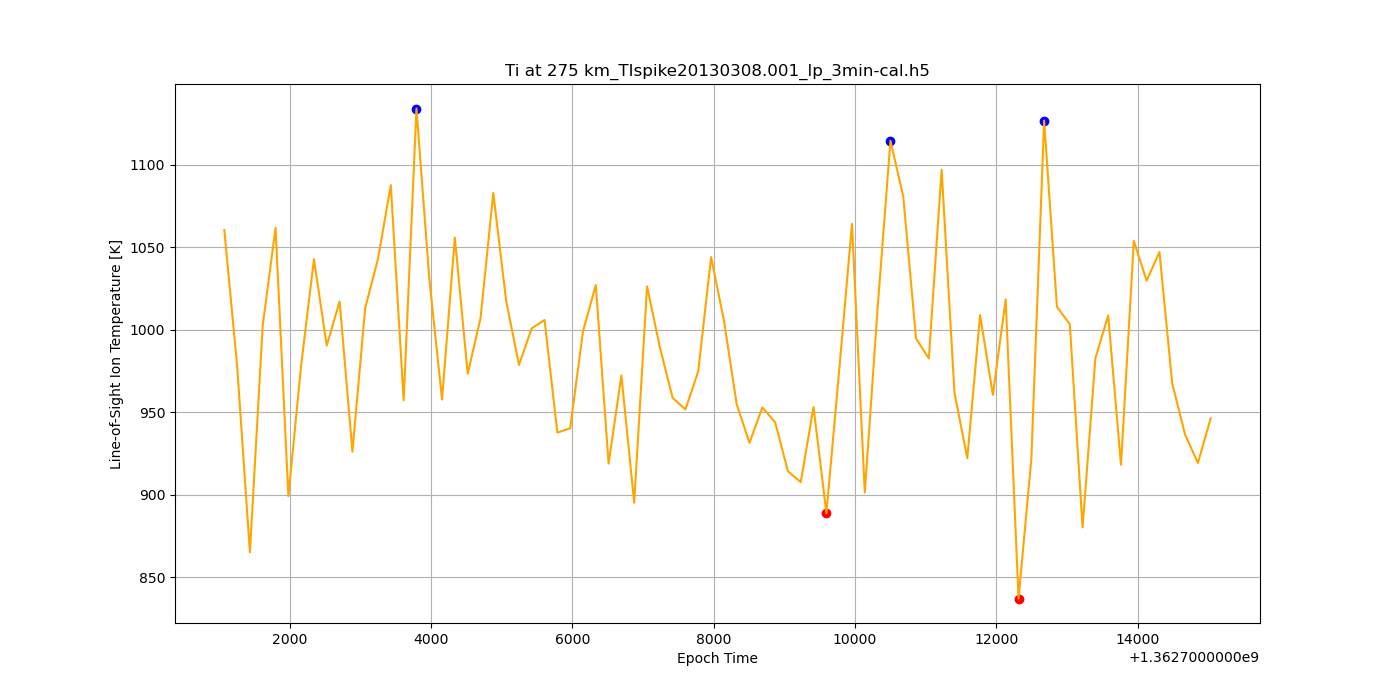 Ti at 275 km_TIspike20130308.001_lp_3min-cal.h5
Line-of-Sight Ion Temperature [K]
1100
1050
1000
950
900
850
2000 4000 6000 8000 10000 12000 14000
Epoch Time
+1.3627000000e9